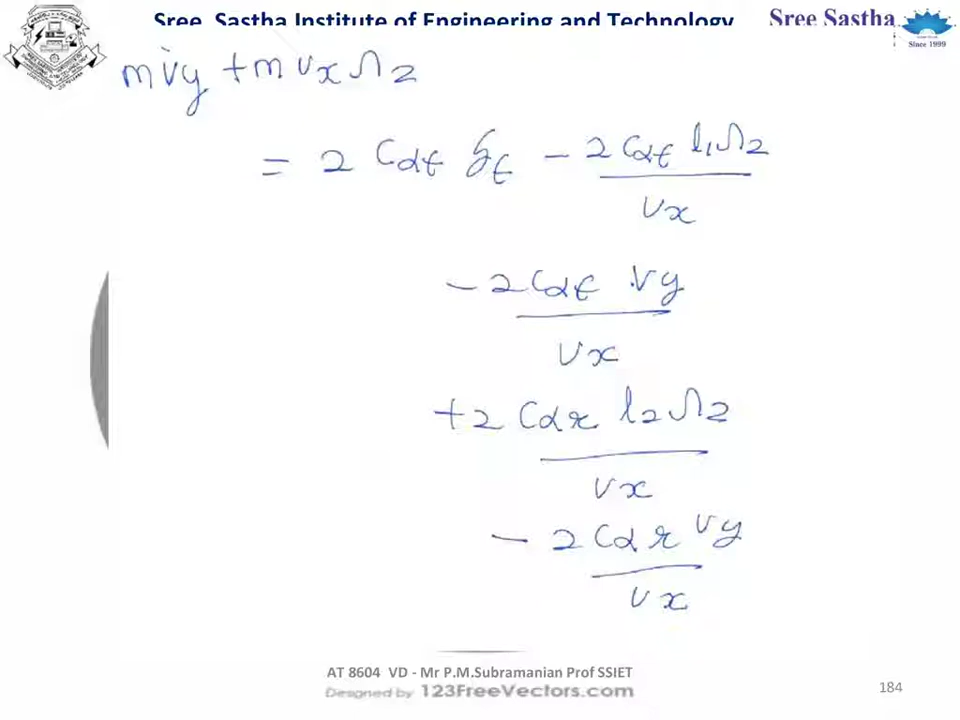 Sree Sastha Institute of Engineering and Technology
Sree Sastha
Since 1999
mV̇y + m Vx Ωz
= 2 Cαf δf − 2 Cαf l1 Ωz / Vx
− 2 Cαf Vy / Vx
+ 2 Cαr l2 Ωz / Vx
− 2 Cαr Vy / Vx
AT 8604 VD - Mr P.M.Subramanian Prof SSIET
Designed by 123FreeVectors.com
184